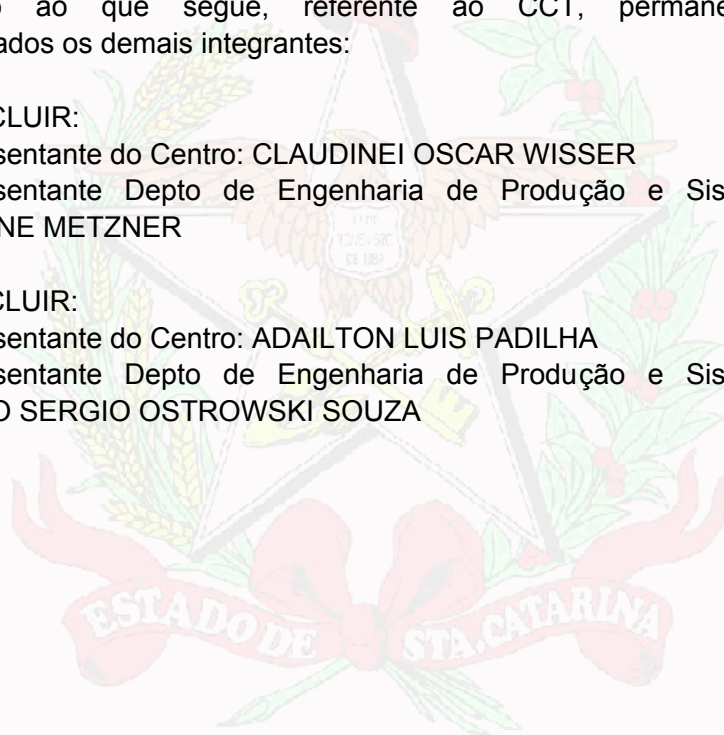 ao que segue, referente ao CCT, permane
ados os demais integrantes:
CLUIR:
sentante do Centro: CLAUDINEI OSCAR WISSER
sentante Depto de Engenharia de Produção e Sis
NE METZNER
CLUIR:
sentante do Centro: ADAILTON LUIS PADILHA
sentante Depto de Engenharia de Produção e Sis
O SERGIO OSTROWSKI SOUZA
ESTADO DE STA. CATARINA